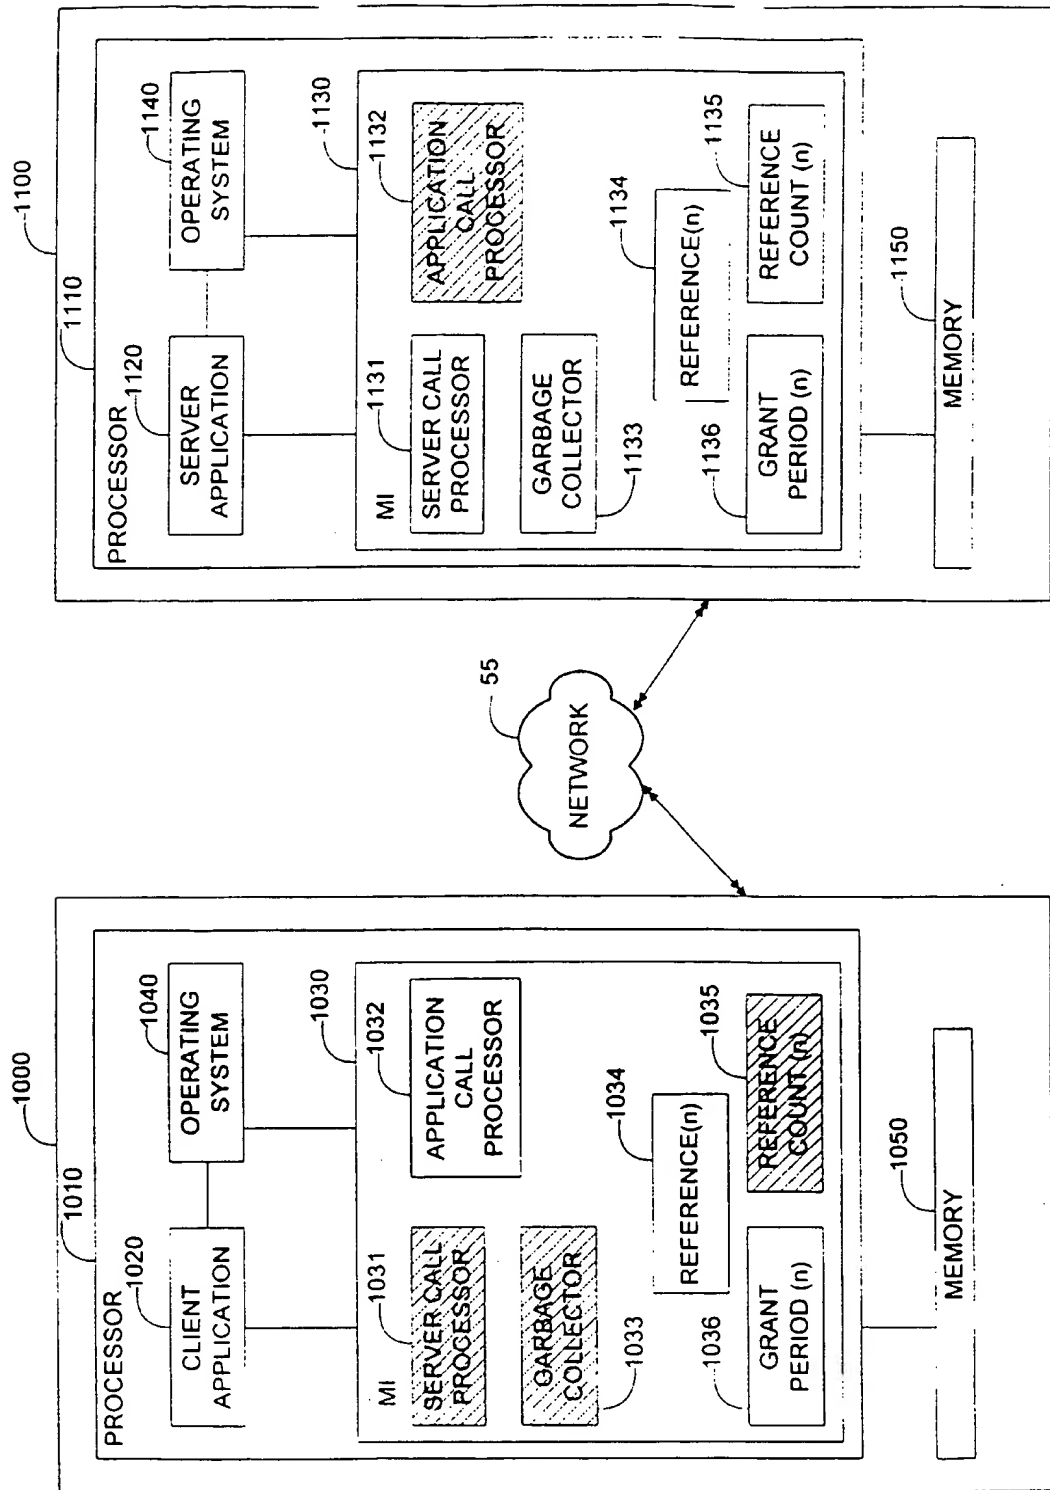 1000
1010
PROCESSOR
1020
CLIENT
APPLICATION
1040
OPERATING
SYSTEM
1030
MI
1031
SERVER CALL
PROCESSOR
1032
APPLICATION
CALL
PROCESSOR
GARBAGE
COLLECTOR
1033
1034
REFERENCE(n)
1035
REFERENCE
COUNT (n)
1036
GRANT
PERIOD (n)
1050
MEMORY
55
NETWORK
1100
1110
PROCESSOR
1120
SERVER
APPLICATION
1140
OPERATING
SYSTEM
1130
MI
1131
SERVER CALL
PROCESSOR
1132
APPLICATION
CALL
PROCESSOR
GARBAGE
COLLECTOR
1133
1134
REFERENCE(n)
1135
REFERENCE
COUNT (n)
1136
GRANT
PERIOD (n)
1150
MEMORY